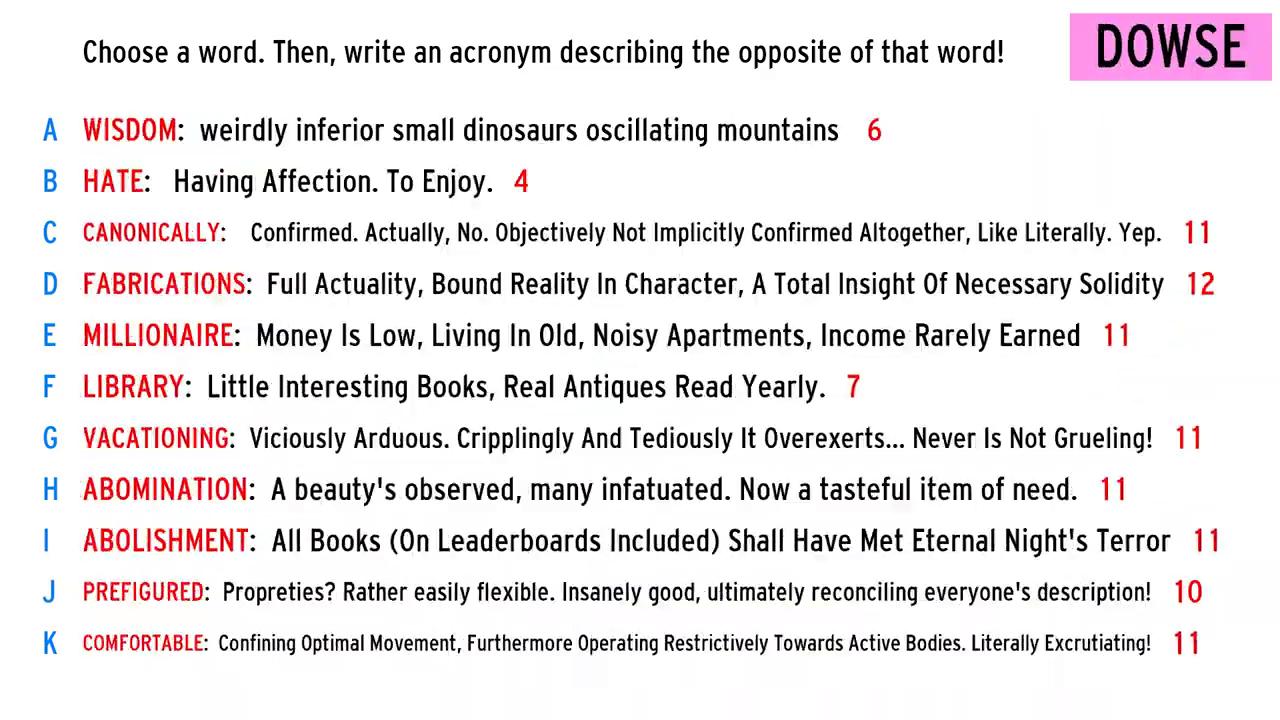 Choose a word. Then, write an acronym describing the opposite of that word!
DOWSE
A WISDOM: weirdly inferior small dinosaurs oscillating mountains 6
B HATE: Having Affection. To Enjoy. 4
C CANONICALLY: Confirmed. Actually, No. Objectively Not Implicitly Confirmed Altogether, Like Literally. Yep. 11
D FABRICATIONS: Full Actuality, Bound Reality In Character, A Total Insight Of Necessary Solidity 12
E MILLIONAIRE: Money Is Low, Living In Old, Noisy Apartments, Income Rarely Earned 11
F LIBRARY: Little Interesting Books, Real Antiques Read Yearly. 7
G VACATIONING: Viciously Arduous. Cripplingly And Tediously It Overexerts... Never Is Not Grueling! 11
H ABOMINATION: A beauty's observed, many infatuated. Now a tasteful item of need. 11
I ABOLISHMENT: All Books (On Leaderboards Included) Shall Have Met Eternal Night's Terror 11
J PREFIGURED: Propreties? Rather easily flexible. Insanely good, ultimately reconciling everyone's description! 10
K COMFORTABLE: Confining Optimal Movement, Furthermore Operating Restrictively Towards Active Bodies. Literally Excrutiating! 11